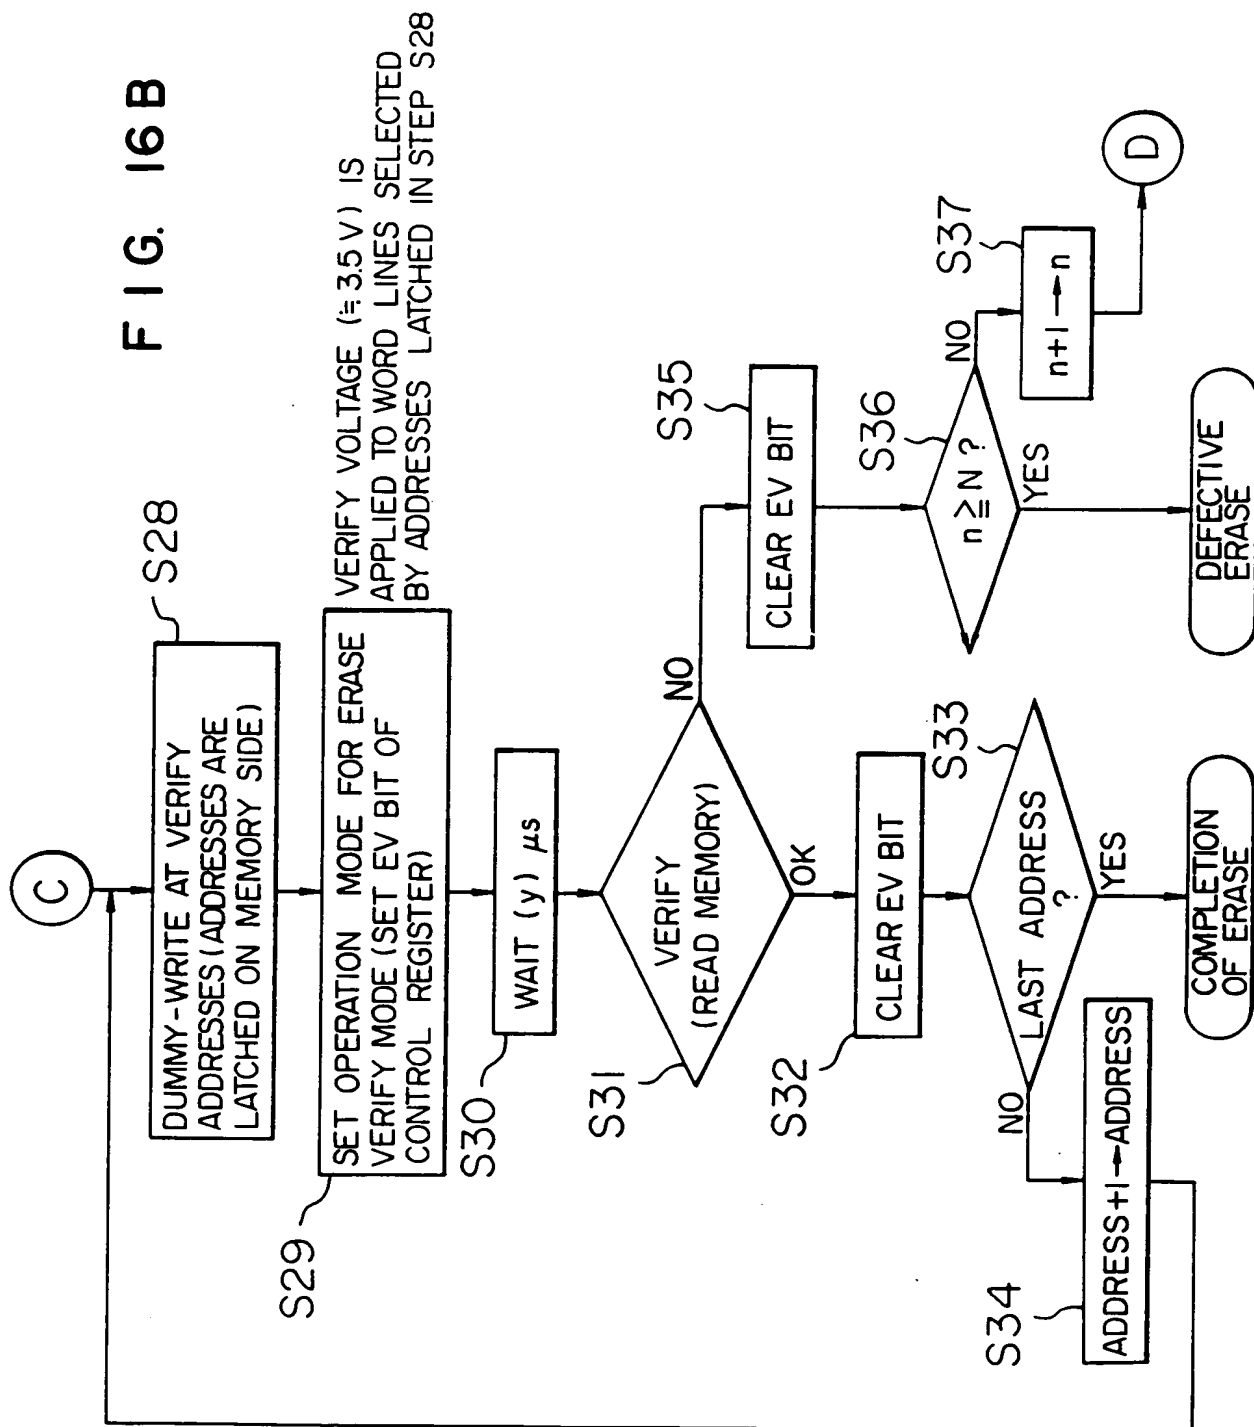 FIG. 16B
C
DUMMY-WRITE AT VERIFY
ADDRESSES (ADDRESSES ARE
LATCHED ON MEMORY SIDE)
S28
SET OPERATION MODE FOR ERASE
VERIFY MODE (SET EV BIT OF
CONTROL REGISTER)
S29
VERIFY VOLTAGE (≒ 3.5 V) IS
APPLIED TO WORD LINES SELECTED
BY ADDRESSES LATCHED IN STEP S28
S30
WAIT (y) μs
S31
VERIFY
(READ MEMORY)
NO
OK
S32
CLEAR EV BIT
S35
CLEAR EV BIT
S33
LAST ADDRESS
?
NO
YES
S36
n ≧ N ?
NO
YES
S34
ADDRESS+1→ADDRESS
S37
n+1→n
D
COMPLETION
OF ERASE
DEFECTIVE
ERASE